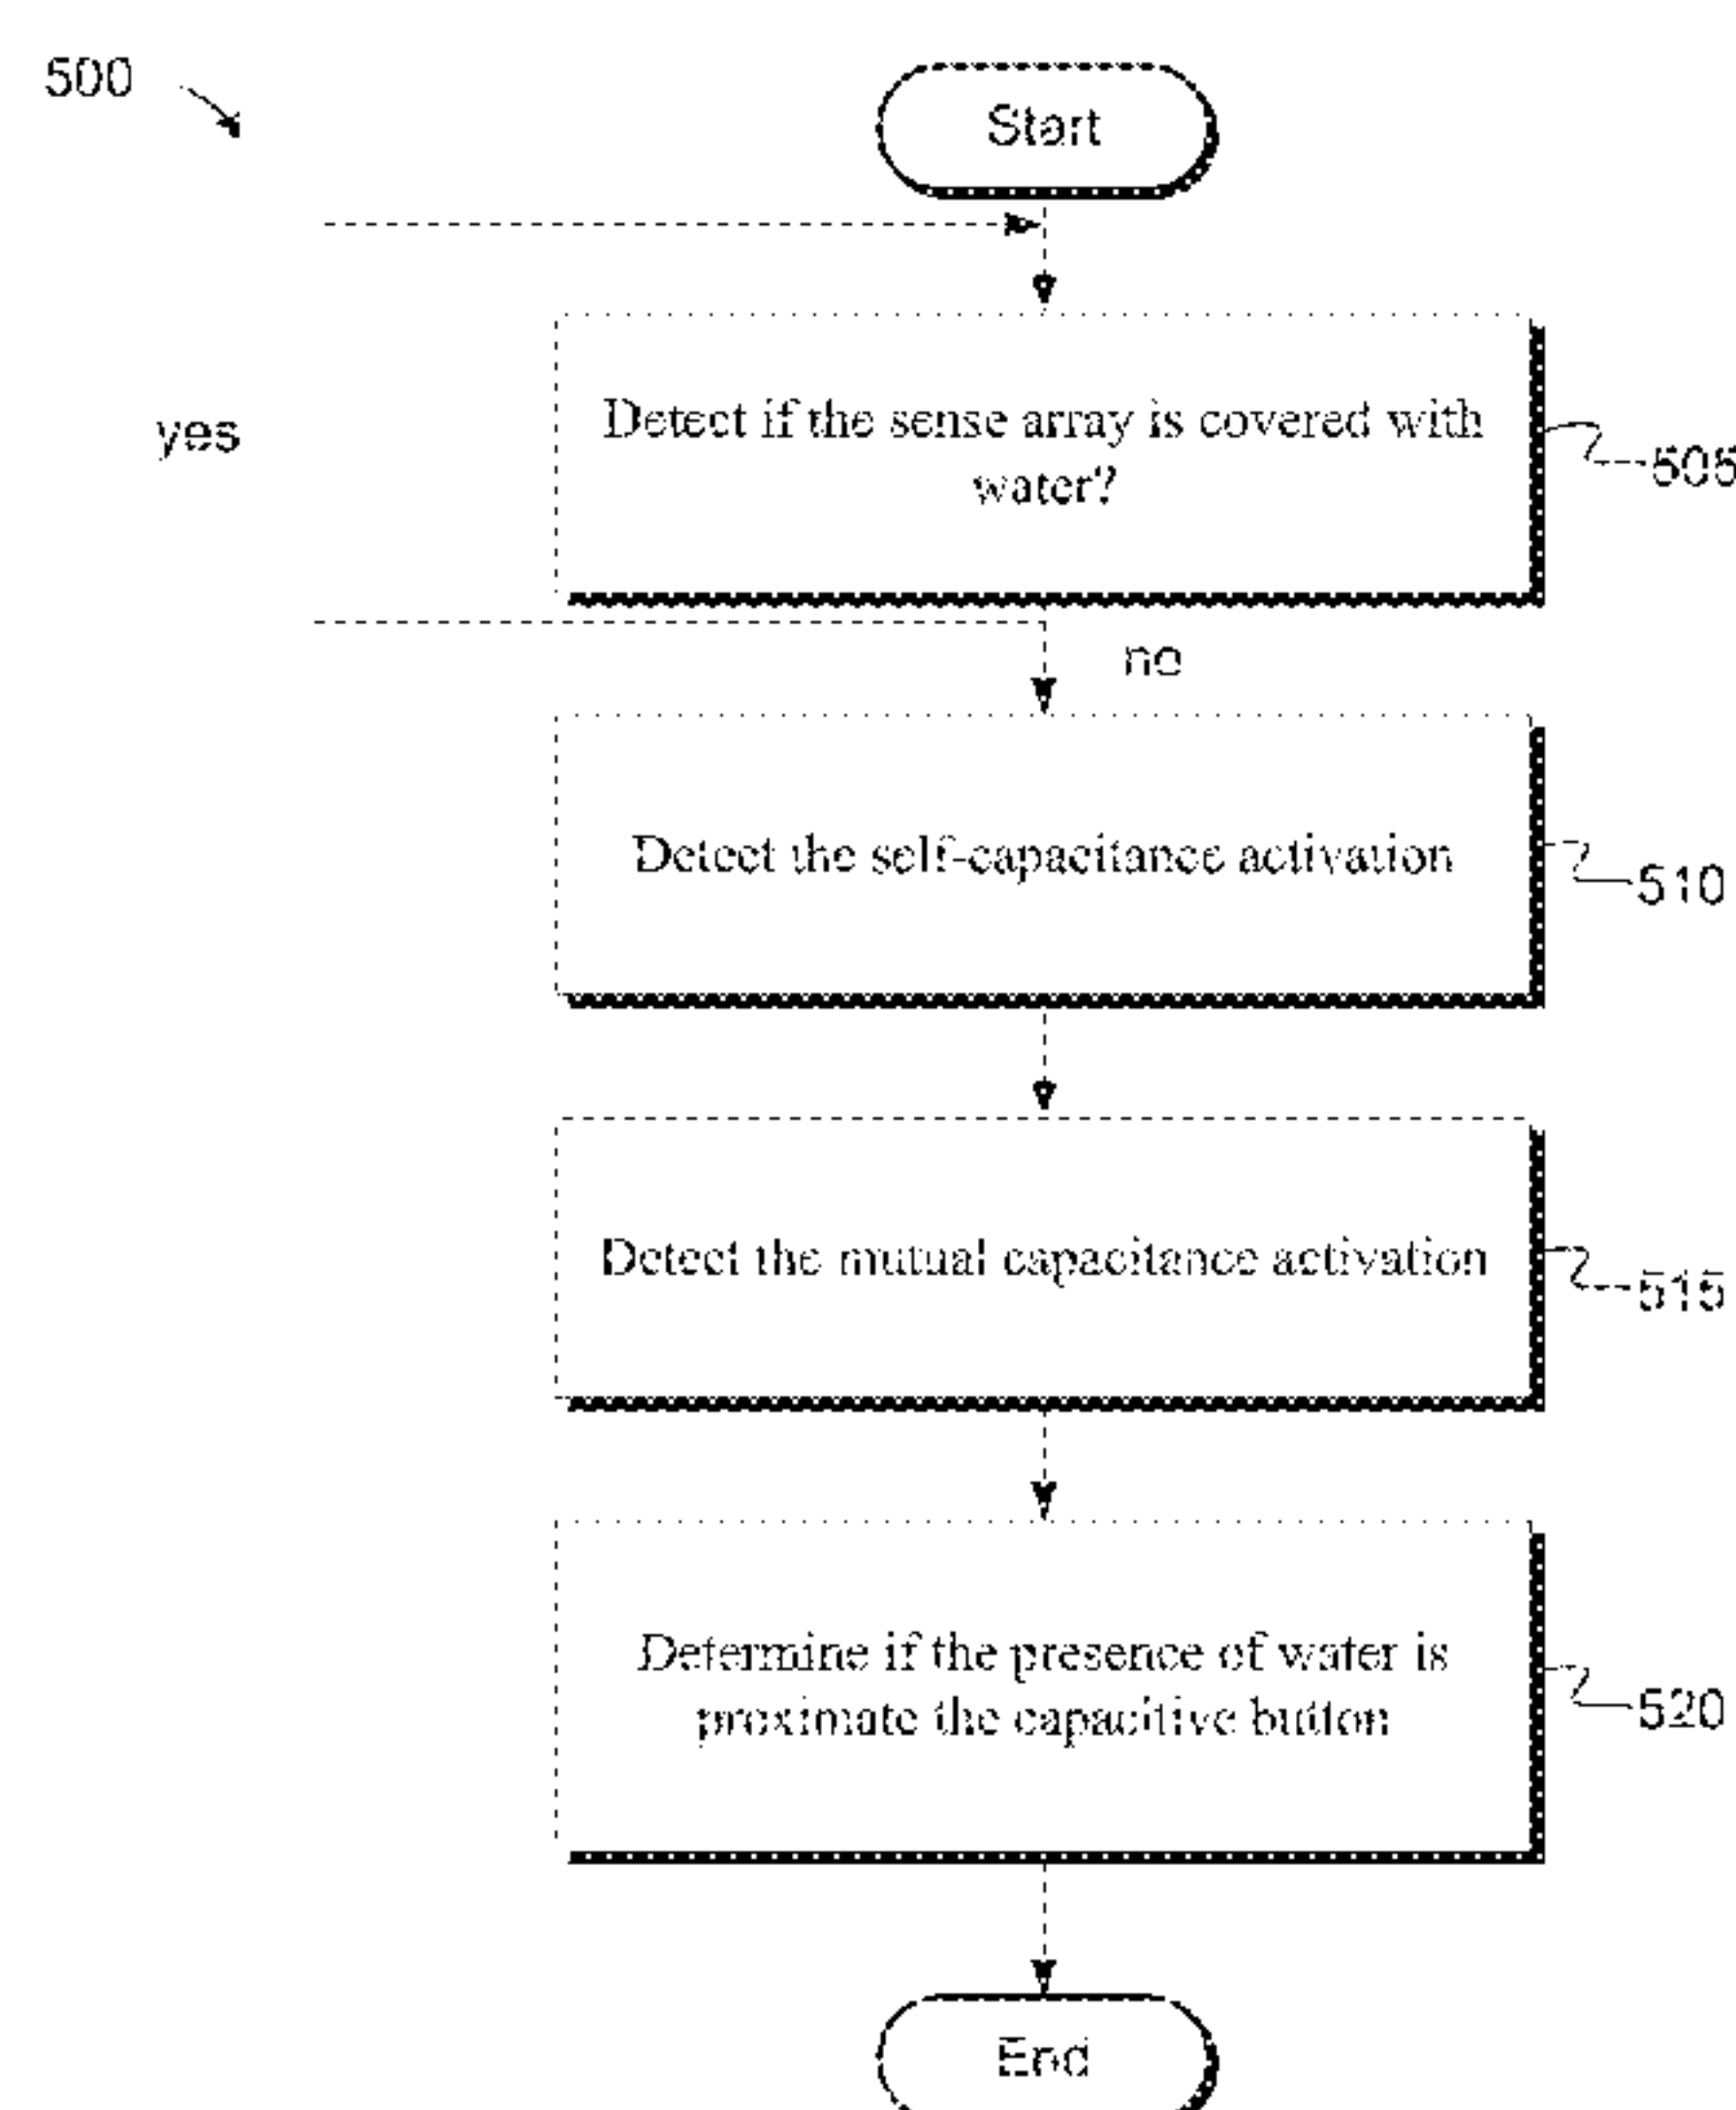 500
Start
yes
Detect if the sense array is covered with
water?
505
no
Detect the self-capacitance activation
510
Detect the mutual capacitance activation
515
Determine if the presence of water is
proximate the capacitive button
520
End